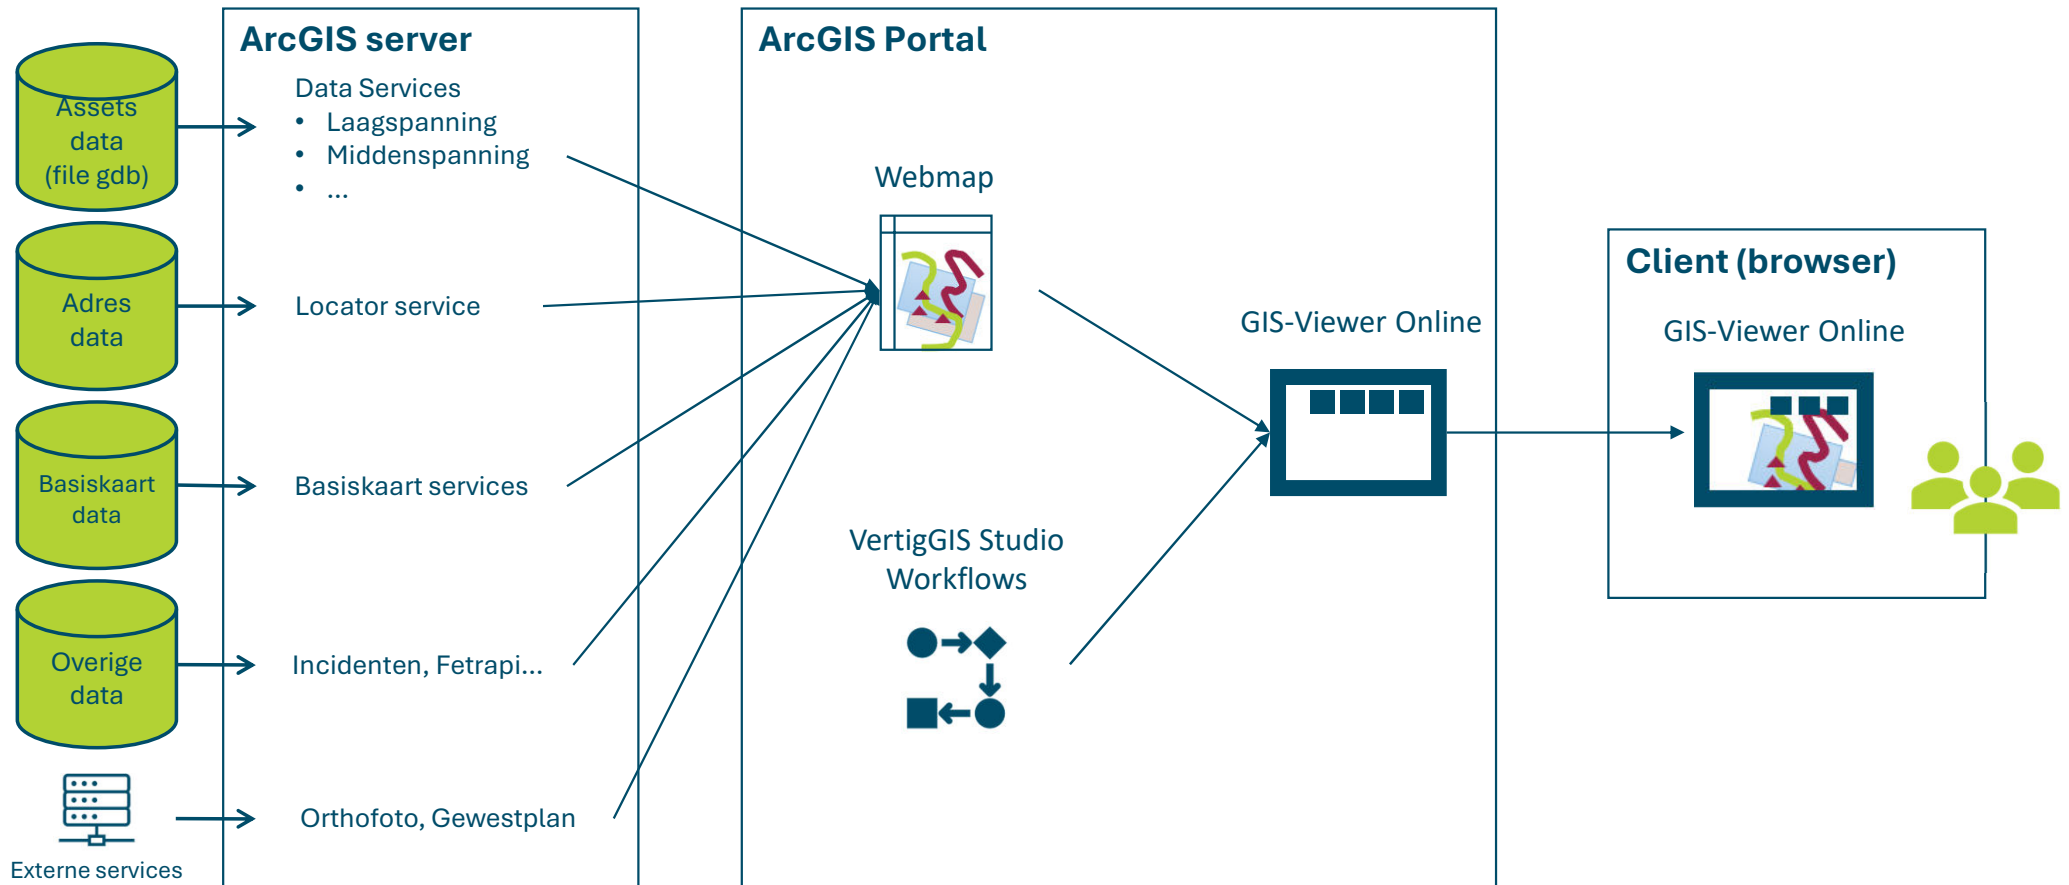 ArcGIS server
ArcGIS Portal
Assets
data
(file gdb)
Data Services
• Laagspanning
• Middenspanning
• ...
Webmap
Adres
data
Locator service
Client (browser)
GIS-Viewer Online
GIS-Viewer Online
Basiskaart
data
Basiskaart services
VertigGIS Studio
Workflows
Overige
data
Incidenten, Fetrapi...
Orthofoto, Gewestplan
Externe services